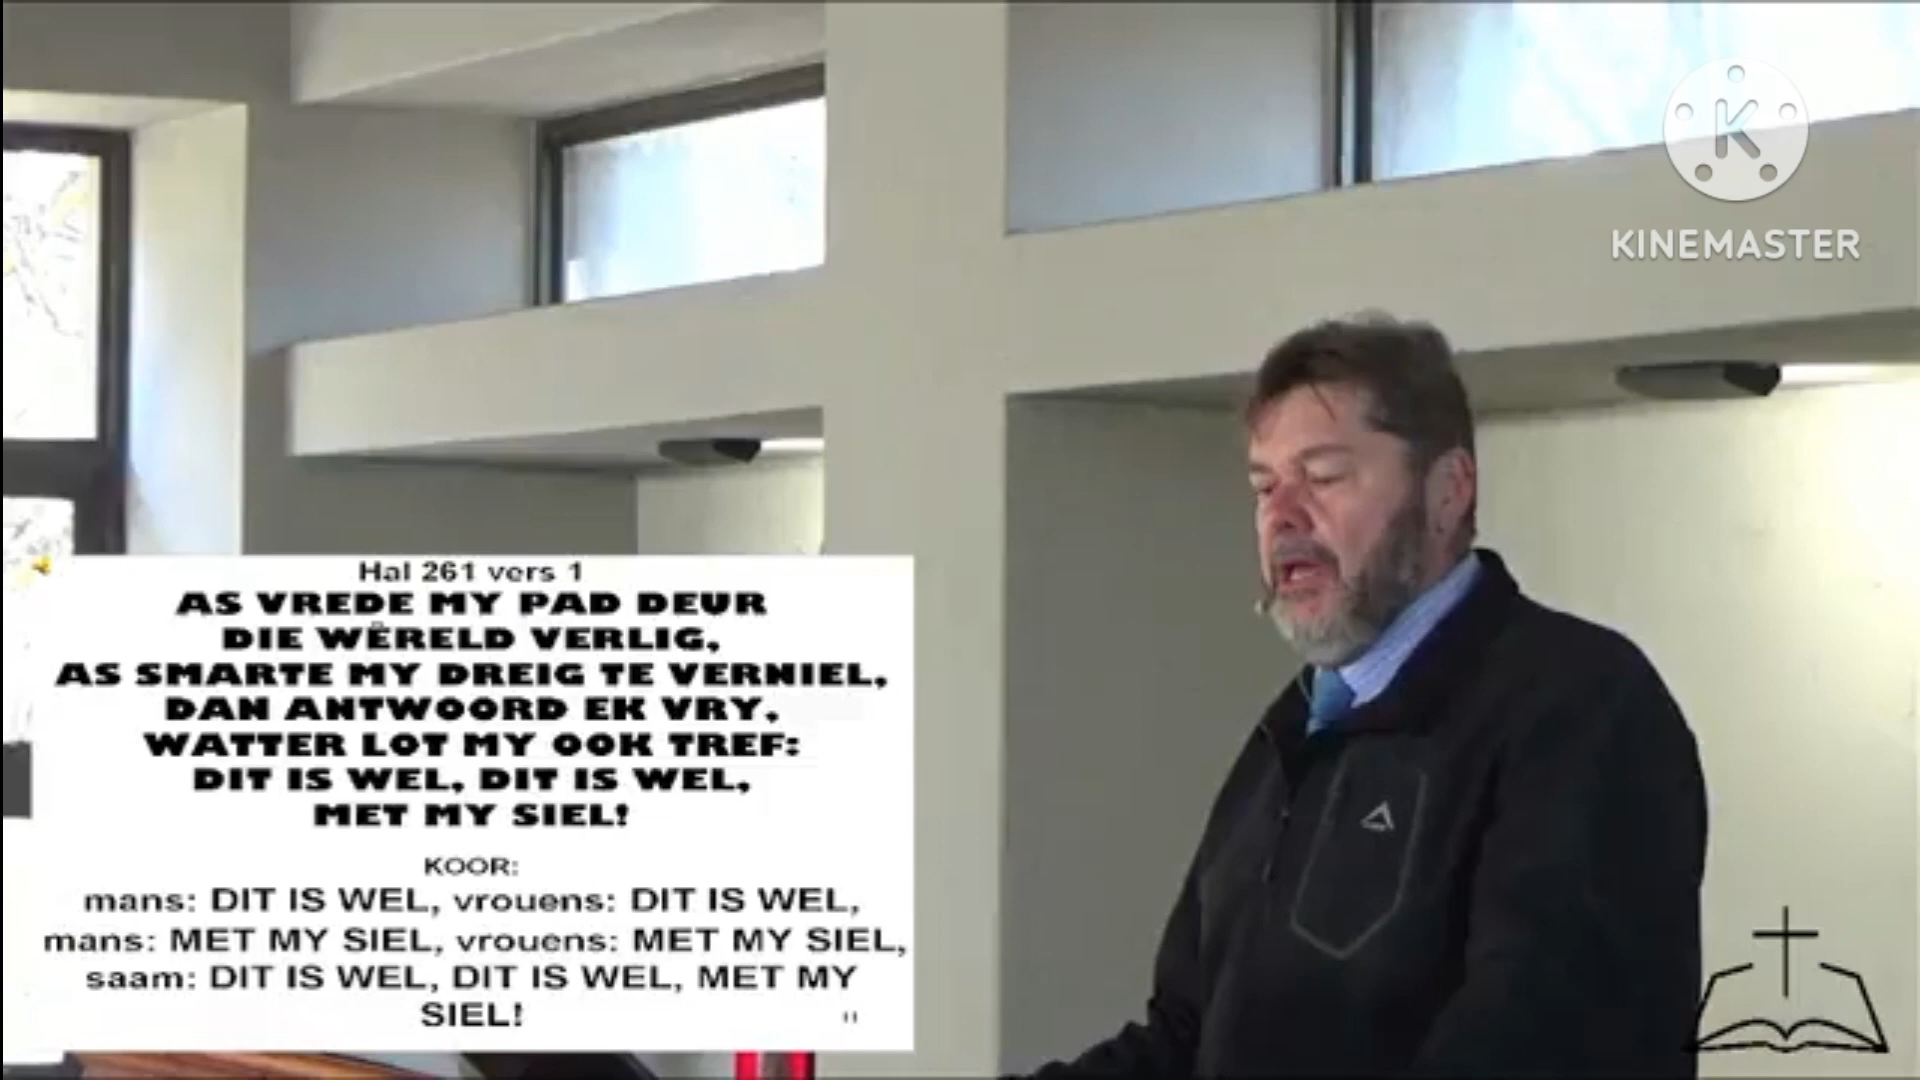 KINEMASTER
Hal 261 vers 1
AS VREDE MY PAD DEUR
DIE WÊRELD VERLIG,
AS SMARTE MY DREIG TE VERNIEL,
DAN ANTWOORD EK VRY,
WATTER LOT MY OOK TREF:
DIT IS WEL, DIT IS WEL,
MET MY SIEL!
KOOR:
mans: DIT IS WEL, vrouens: DIT IS WEL,
mans: MET MY SIEL, vrouens: MET MY SIEL,
saam: DIT IS WEL, DIT IS WEL, MET MY
SIEL!
11